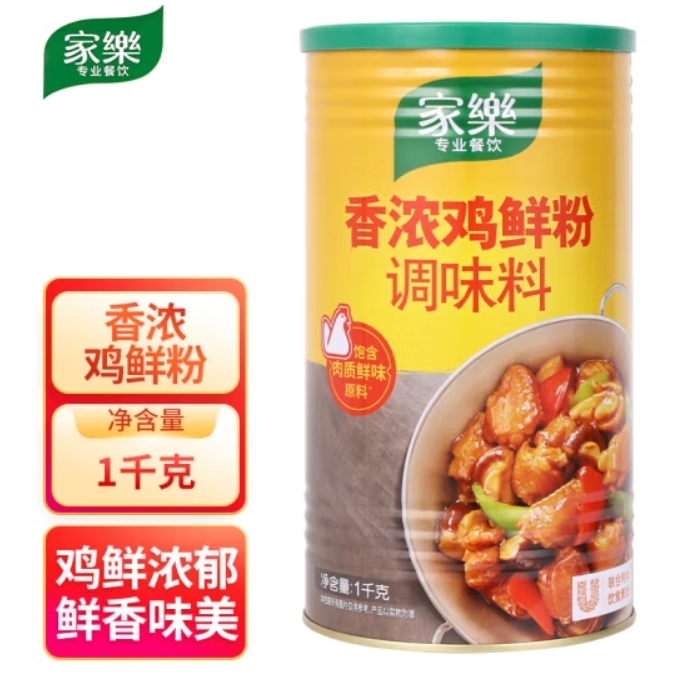 家樂
专业餐饮
家樂
专业餐饮
香浓鸡鲜粉
调味料
饱含
肉质鲜味
原料
净含量:1千克
香浓
鸡鲜粉
净含量
1千克
鸡鲜浓郁
鲜香味美